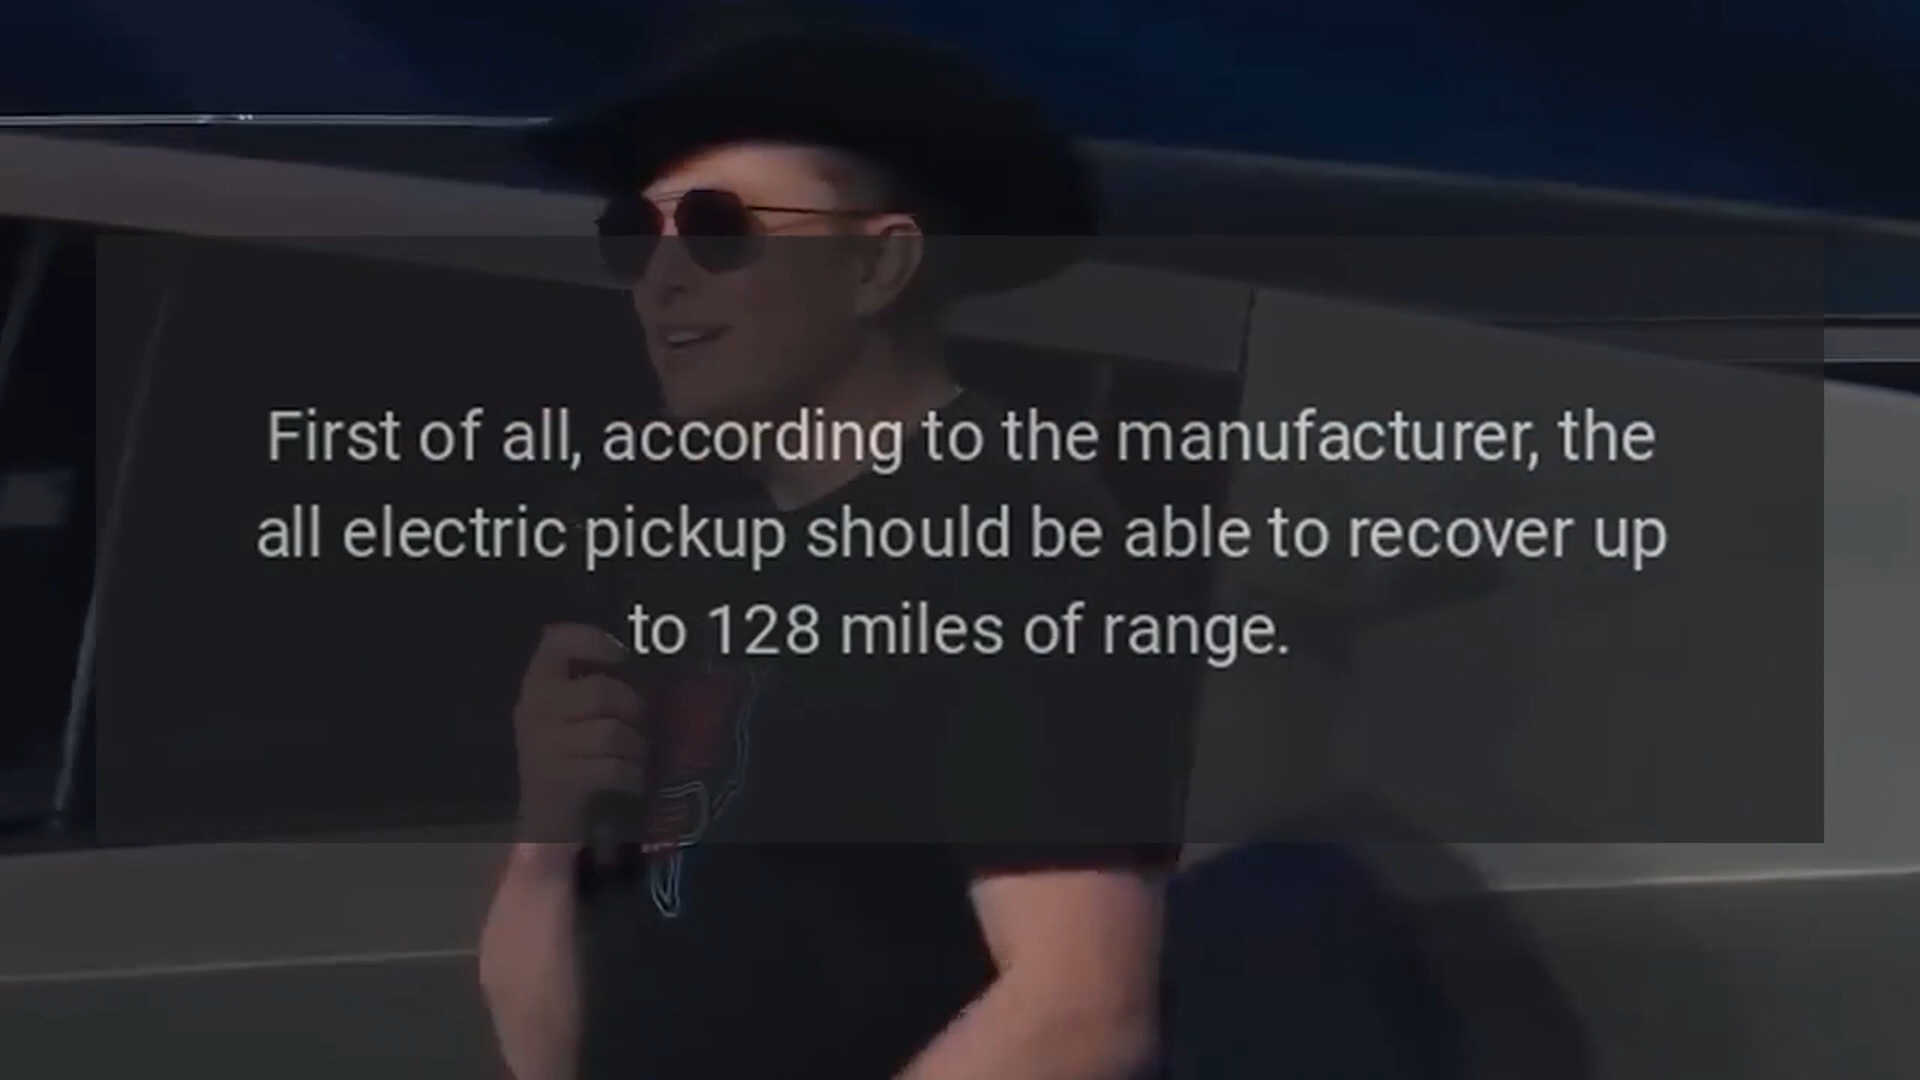 First of all, according to the manufacturer, the
all electric pickup should be able to recover up
to 128 miles of range.